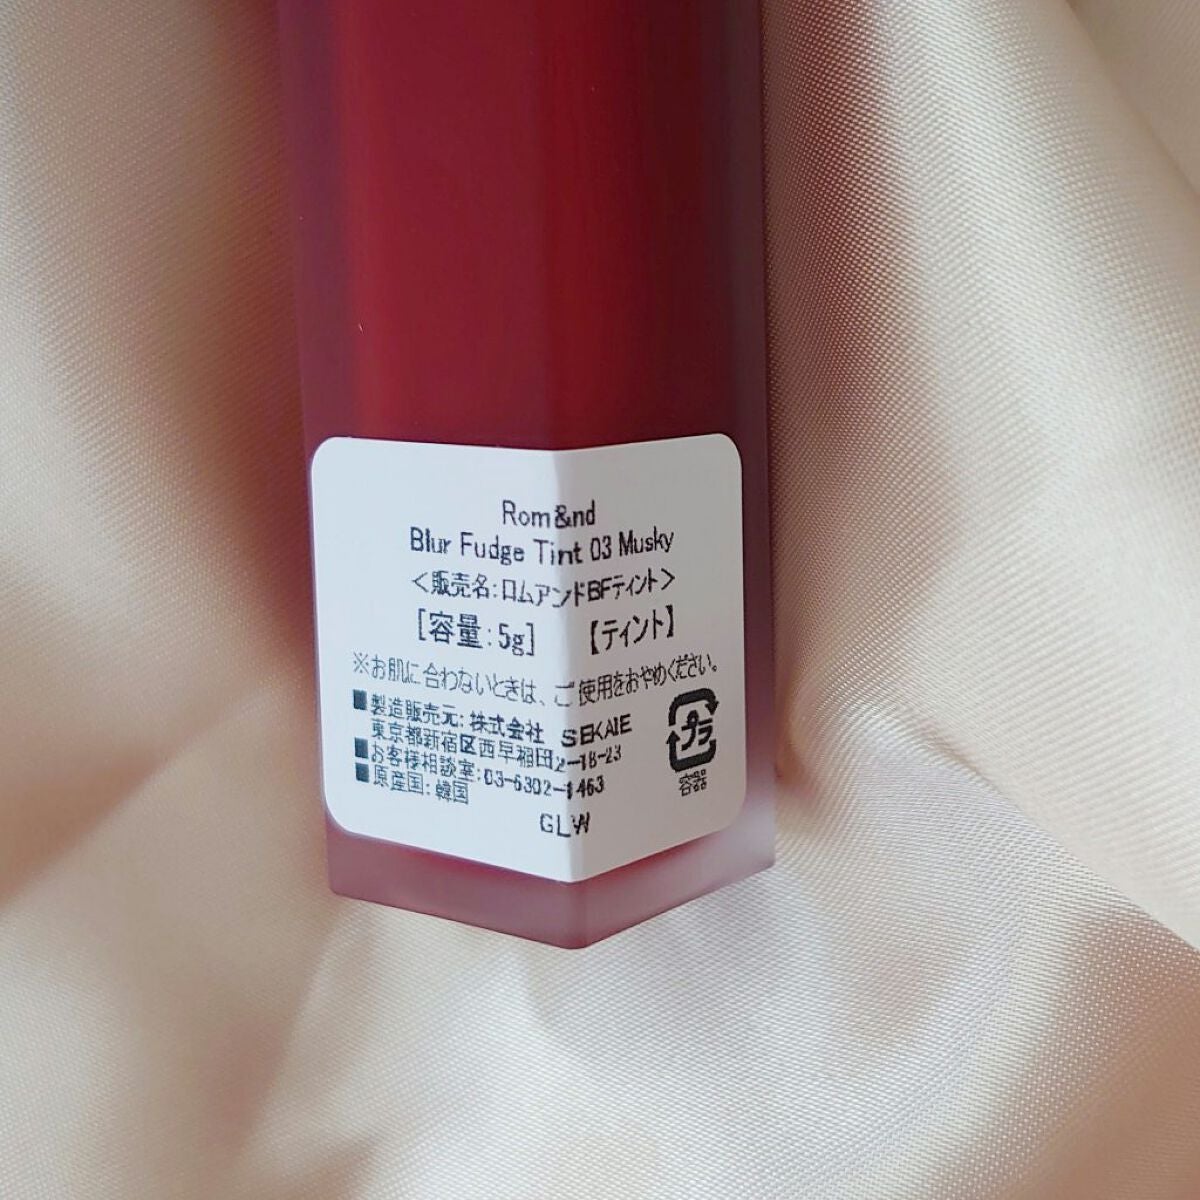 Rom&nd
Blur Fudge Tint 03 Musky
＜販売名:ロムアンドBFティント＞
［容量:5g］ 【ティント】
※お肌に合わないときは、ご使用をおやめください。
■製造販売元:株式会社 SEKAIE
東京都新宿区西早稲田2-18-23
■お客様相談室:03-6302-1463
■原産国:韓国
プラ
容器
GLW